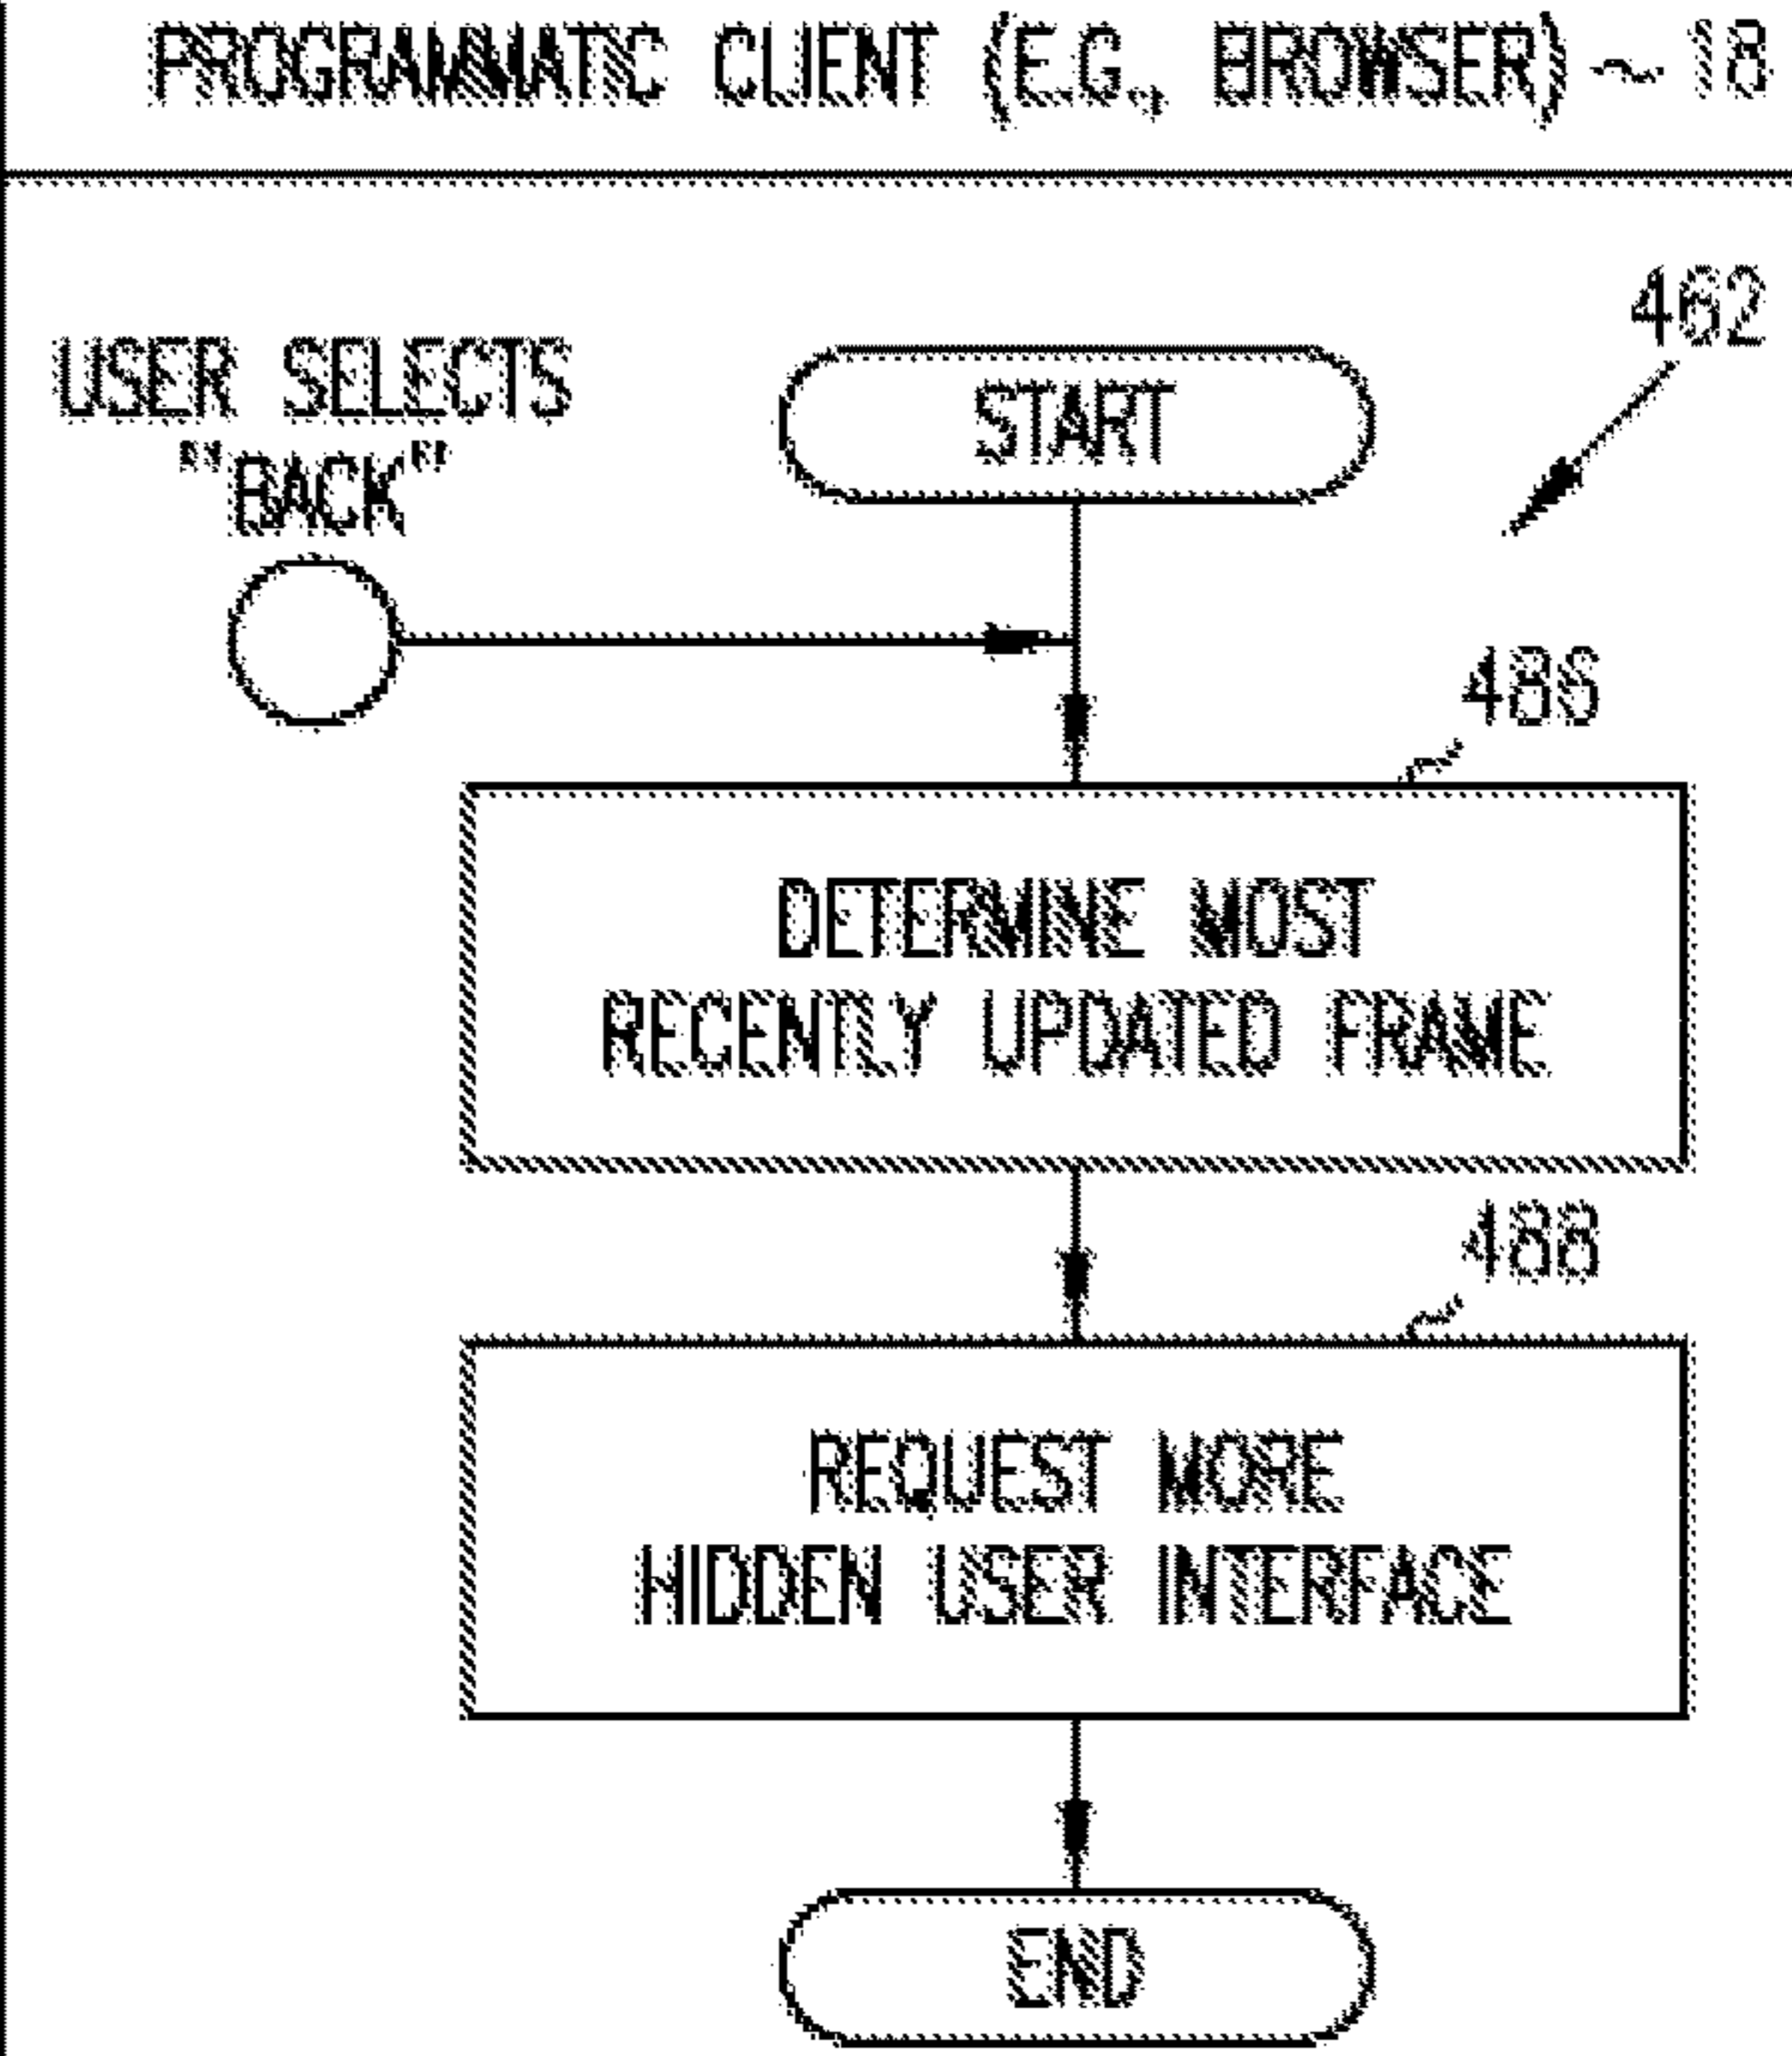 PROGRAMMATIC CLIENT (E.G., BROWSER) ~ 18
462
USER SELECTS
"BACK"
START
486
DETERMINE MOST
RECENTLY UPDATED FRAME
488
REQUEST MORE
HIDDEN USER INTERFACE
END